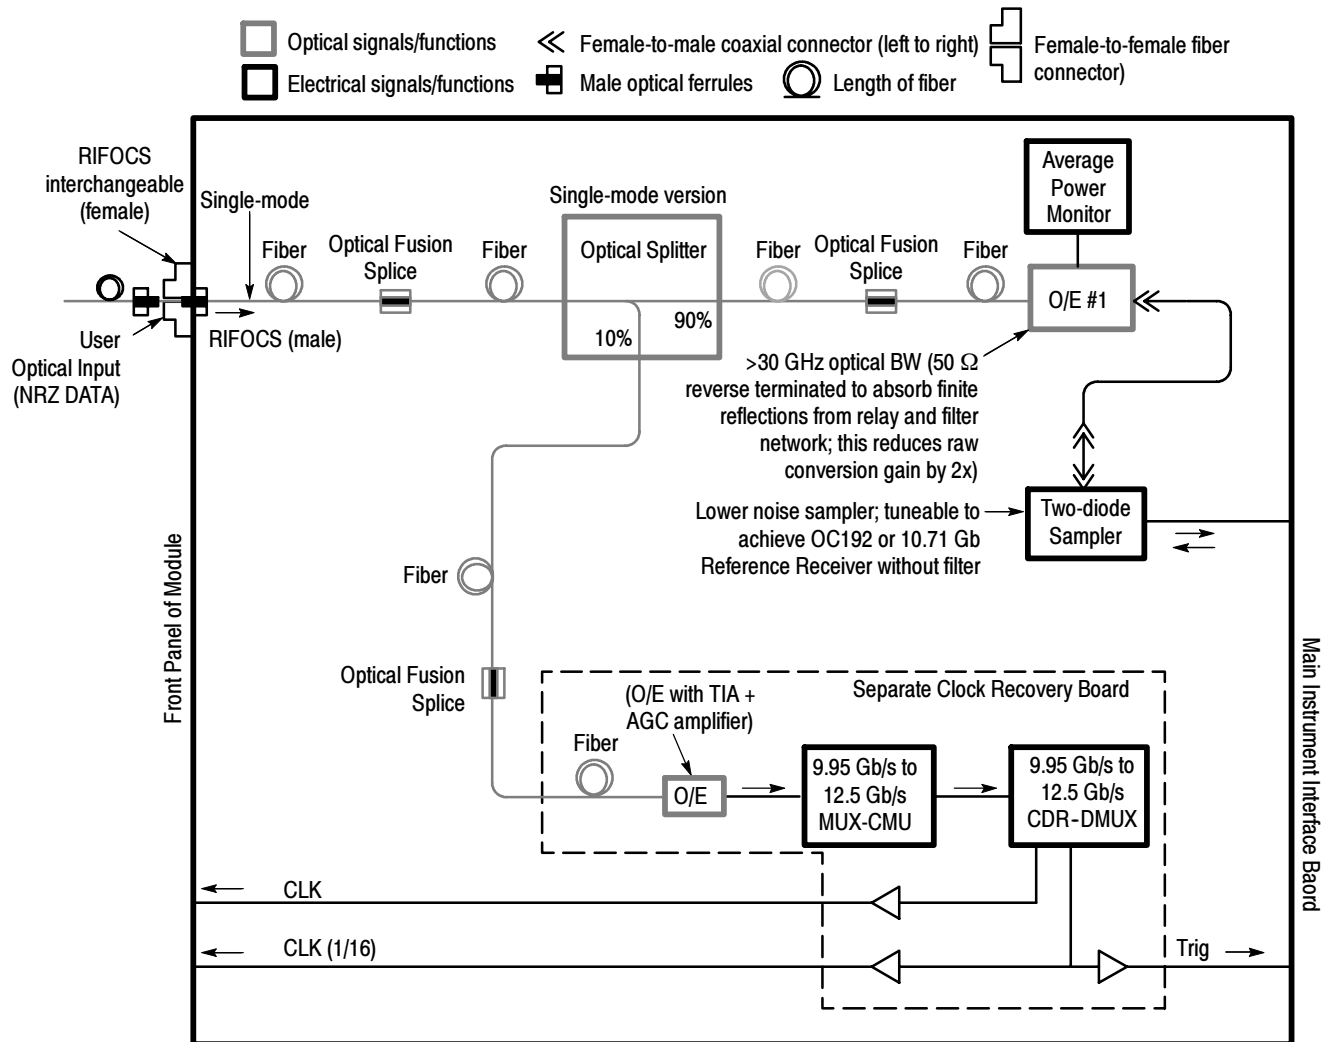 Optical signals/functions
Female-to-male coaxial connector (left to right)
Female-to-female fiber
connector)
Electrical signals/functions
Male optical ferrules
Length of fiber
RIFOCS
interchangeable
(female)
Single-mode
Fiber
Optical Fusion
Splice
Fiber
Single-mode version
Optical Splitter
90%
10%
Fiber
Optical Fusion
Splice
Fiber
Average
Power
Monitor
O/E #1
User
Optical Input
(NRZ DATA)
RIFOCS (male)
>30 GHz optical BW (50 Ω
reverse terminated to absorb finite
reflections from relay and filter
network; this reduces raw
conversion gain by 2x)
Lower noise sampler; tuneable to
achieve OC192 or 10.71 Gb
Reference Receiver without filter
Two-diode
Sampler
Front Panel of Module
Fiber
Optical Fusion
Splice
Separate Clock Recovery Board
(O/E with TIA +
AGC amplifier)
Fiber
O/E
9.95 Gb/s to
12.5 Gb/s
MUX-CMU
9.95 Gb/s to
12.5 Gb/s
CDR-DMUX
Main Instrument Interface Baord
CLK
CLK (1/16)
Trig